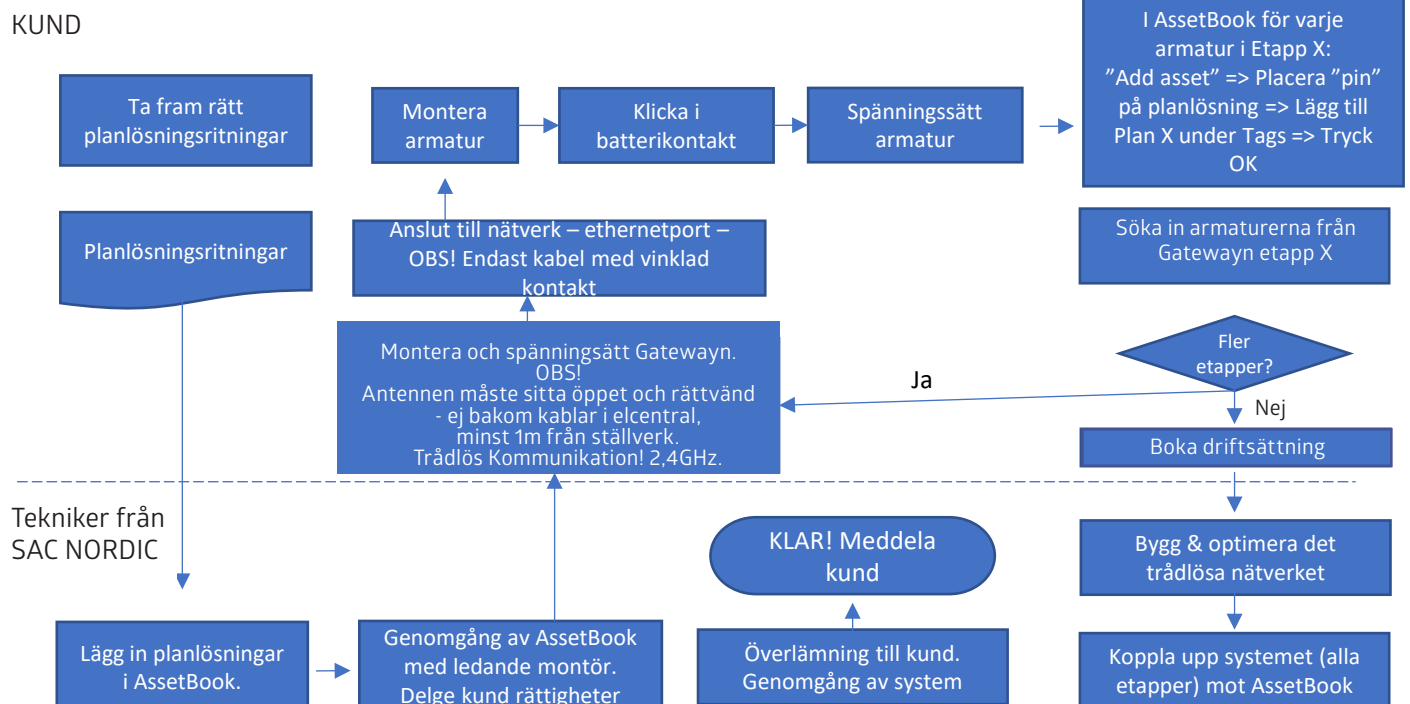 KUND
Ta fram rätt
planlösningsritningar
Montera
armatur
Klicka i
batterikontakt
Spänningssätt
armatur
I AssetBook för varje
armatur i Etapp X:
”Add asset” => Placera ”pin”
på planlösning => Lägg till
Plan X under Tags => Tryck
OK
Planlösningsritningar
Anslut till nätverk – ethernetport –
OBS! Endast kabel med vinklad
kontakt
Söka in armaturerna från
Gatewayn etapp X
Montera och spänningsätt Gatewayn.
OBS!
Antennen måste sitta öppet och rättvänd
- ej bakom kablar i elcentral,
minst 1m från ställverk.
Trådlös Kommunikation! 2,4GHz.
Fler
etapper?
Ja
Nej
Boka driftsättning
Tekniker från
SAC NORDIC
KLAR! Meddela
kund
Bygg & optimera det
trådlösa nätverket
Lägg in planlösningar
i AssetBook.
Genomgång av AssetBook
med ledande montör.
Delge kund rättigheter
Överlämning till kund.
Genomgång av system
Koppla upp systemet (alla
etapper) mot AssetBook